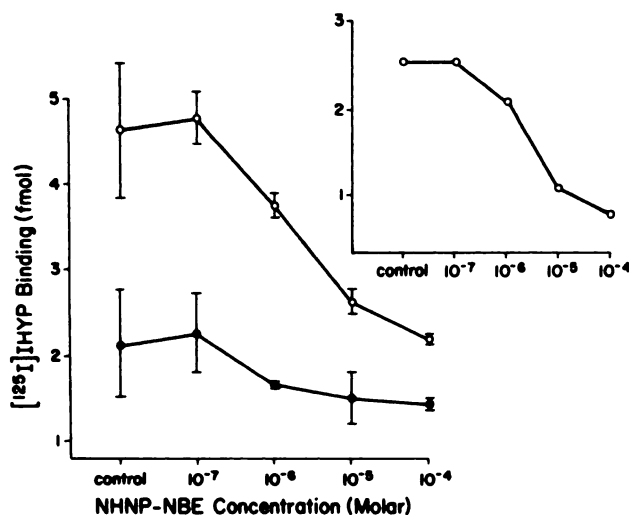 [¹²⁵I]IHYP Binding (fmol)
5
4
3
2
1
control 10⁻⁷ 10⁻⁶ 10⁻⁵ 10⁻⁴
NHNP-NBE Concentration (Molar)
3
2
1
control 10⁻⁷ 10⁻⁶ 10⁻⁵ 10⁻⁴